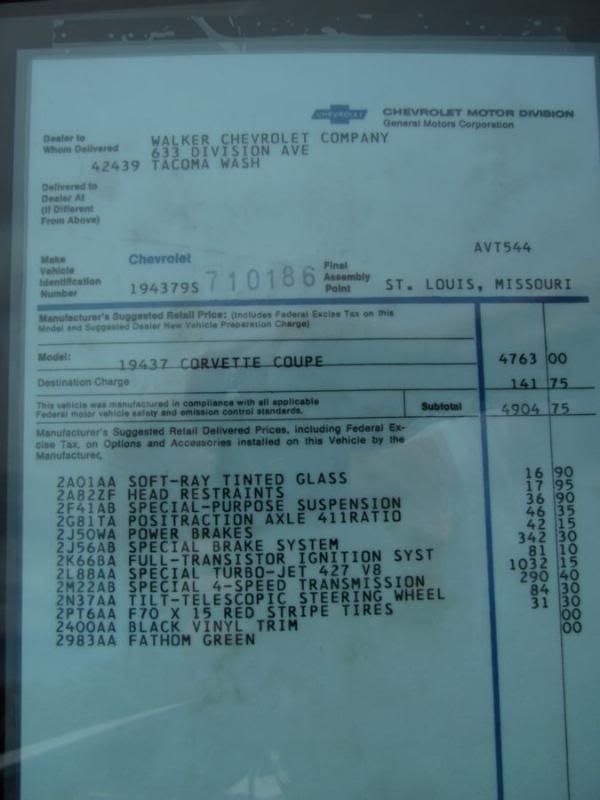 CHEVROLET CHEVROLET MOTOR DIVISION
General Motors Corporation
Dealer to
Whom Delivered
WALKER CHEVROLET COMPANY
633 DIVISION AVE
42439 TACOMA WASH
Delivered to
Dealer At
(If Different
From Above)
AVT544
Make Chevrolet
Vehicle
Identification
Number 194379S 710186
Final
Assembly
Point ST. LOUIS, MISSOURI
Manufacturer's Suggested Retail Price: (Includes Federal Excise Tax on this
Model and Suggested Dealer New Vehicle Preparation Charge)
Model: 19437 CORVETTE COUPE 4763 00
Destination Charge 141 75
This vehicle was manufactured in compliance with all applicable
Federal motor vehicle safety and emission control standards. Subtotal 4904 75
Manufacturer's Suggested Retail Delivered Prices, including Federal Ex-
cise Tax, on Options and Accessories installed on this Vehicle by the
Manufacturer.
2A01AA SOFT-RAY TINTED GLASS 16 90
2A82ZF HEAD RESTRAINTS 17 95
2F41AB SPECIAL-PURPOSE SUSPENSION 36 90
2G81TA POSITRACTION AXLE 411RATIO 46 35
2J50WA POWER BRAKES 42 15
2J56AB SPECIAL BRAKE SYSTEM 342 30
2K66BA FULL-TRANSISTOR IGNITION SYST 81 10
2L88AA SPECIAL TURBO-JET 427 V8 1032 15
2M22AB SPECIAL 4-SPEED TRANSMISSION 290 40
2N37AA TILT-TELESCOPIC STEERING WHEEL 84 30
2PT6AA F70 X 15 RED STRIPE TIRES 31 30
2400AA BLACK VINYL TRIM 00
2983AA FATHOM GREEN 00